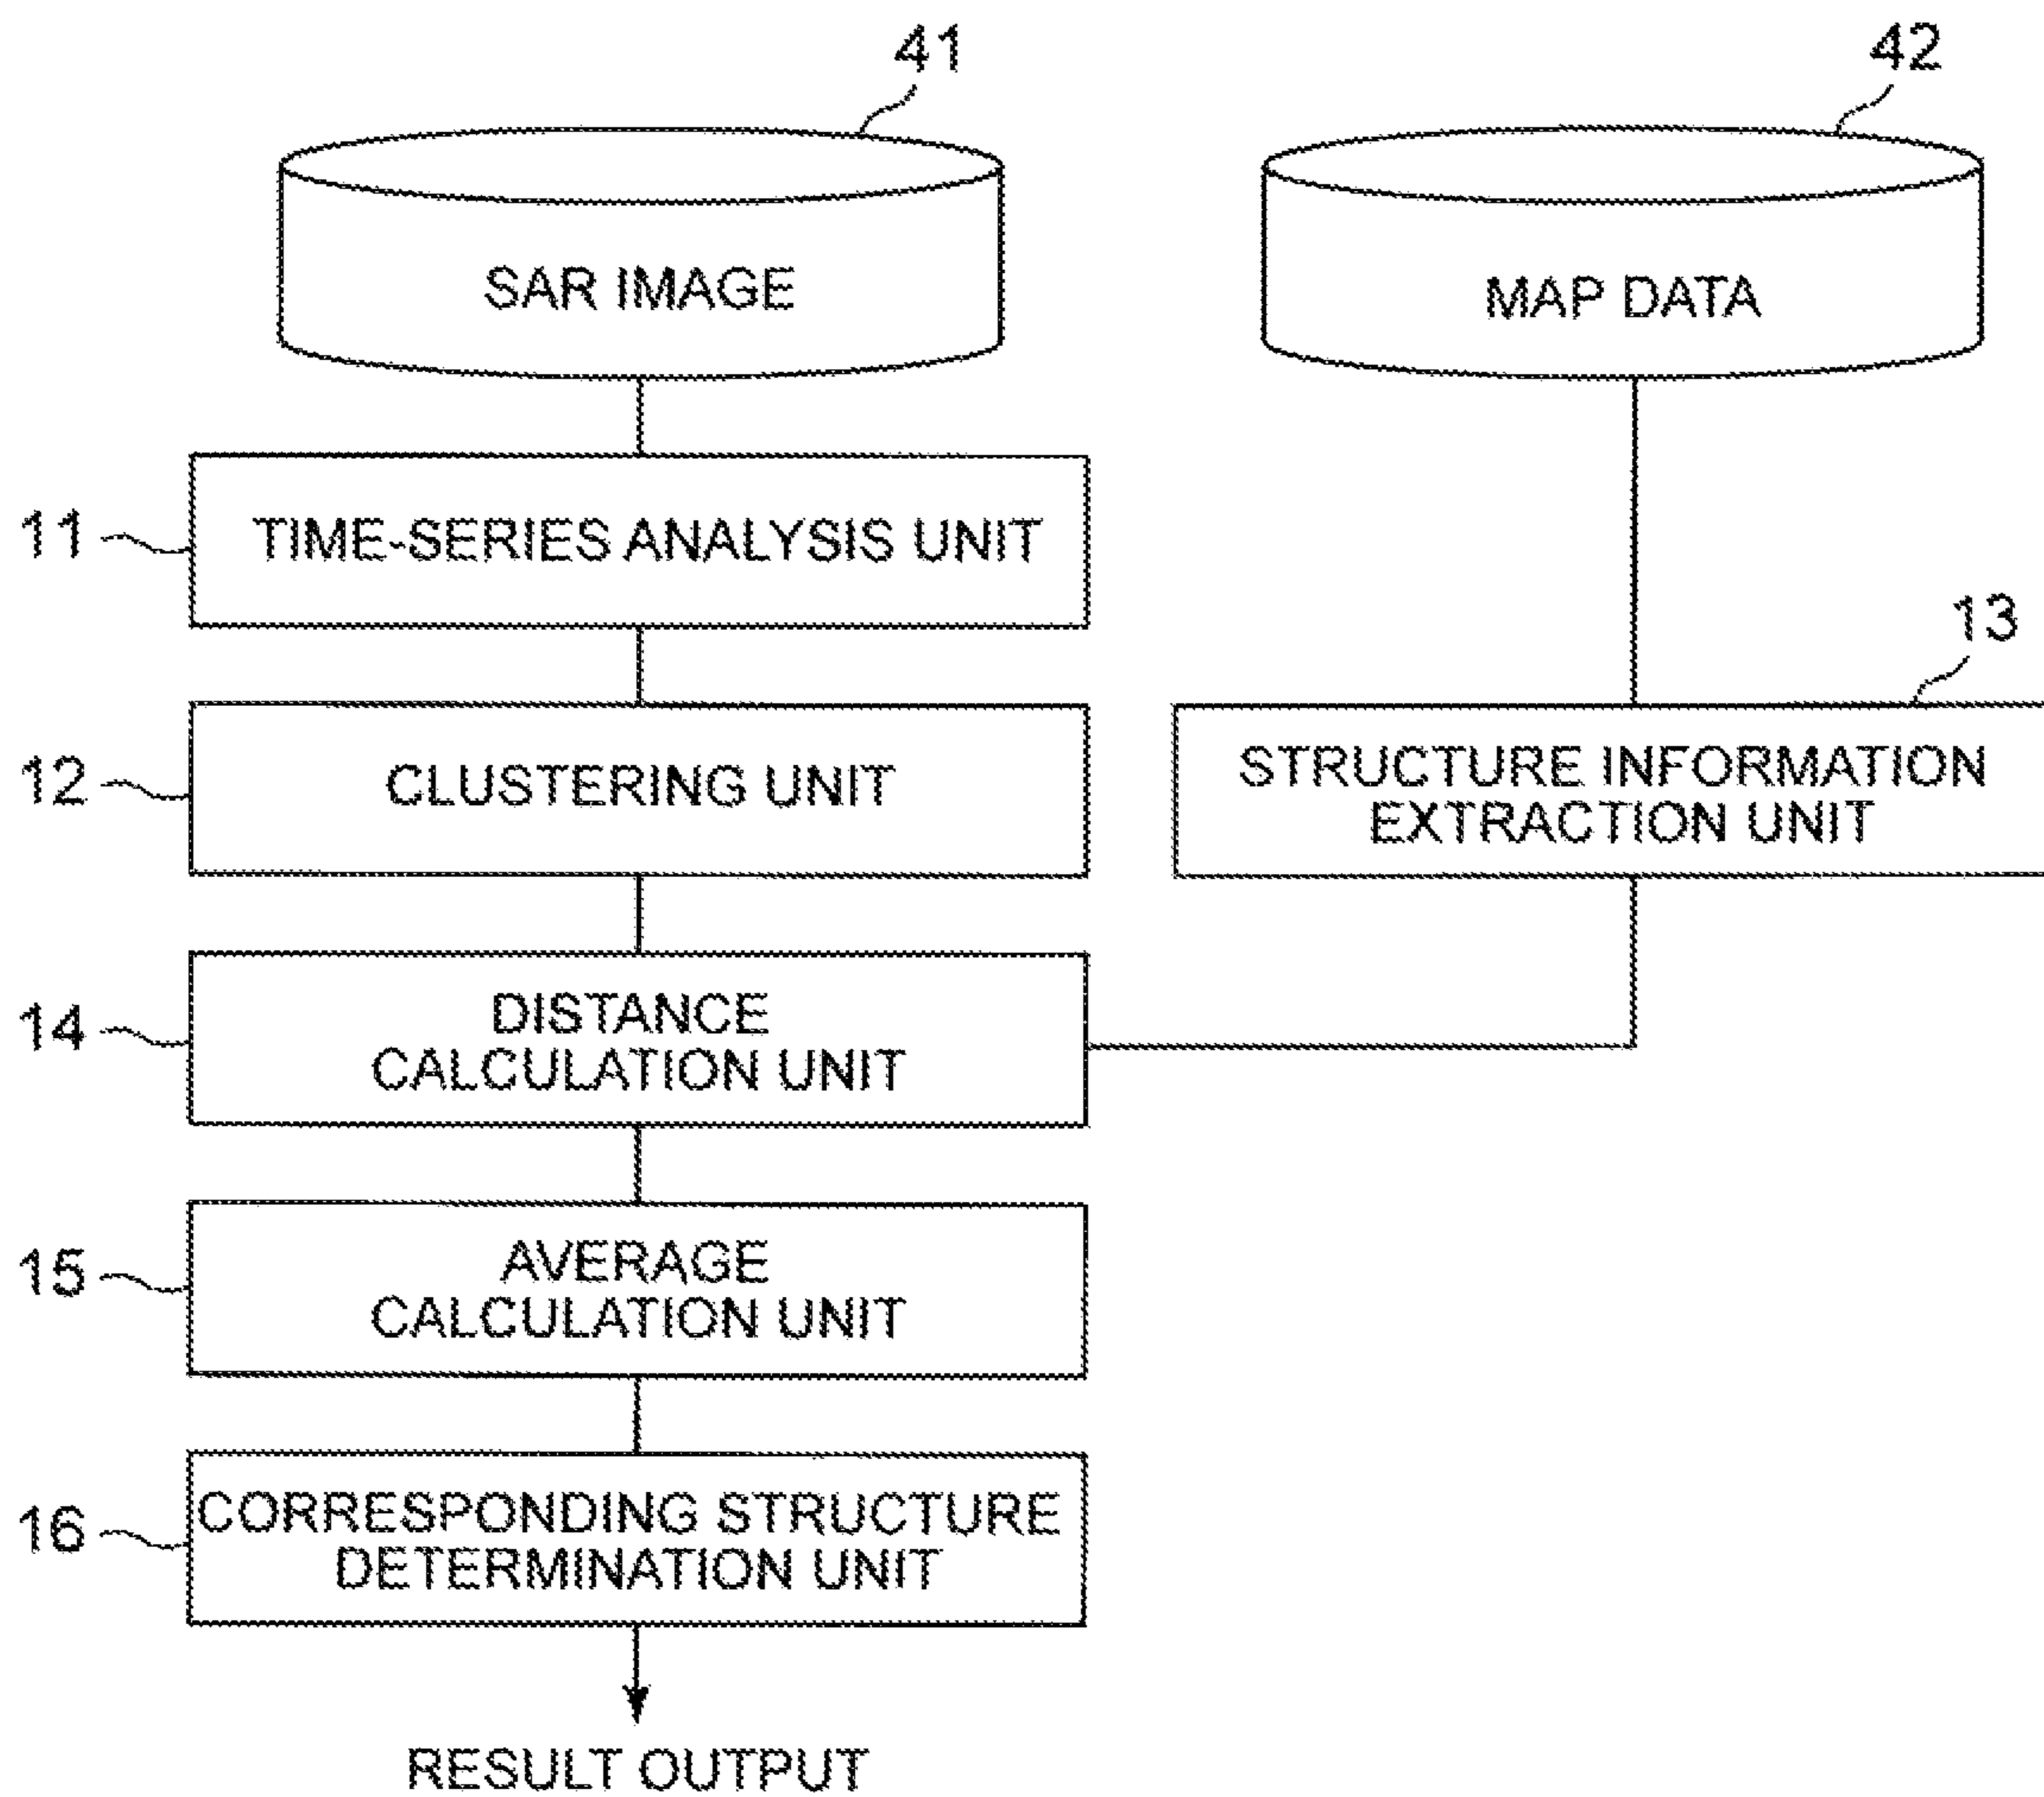 41
42
SAR IMAGE
MAP DATA
11
TIME-SERIES ANALYSIS UNIT
13
12
CLUSTERING UNIT
STRUCTURE INFORMATION
EXTRACTION UNIT
14
DISTANCE
CALCULATION UNIT
15
AVERAGE
CALCULATION UNIT
16
CORRESPONDING STRUCTURE
DETERMINATION UNIT
RESULT OUTPUT